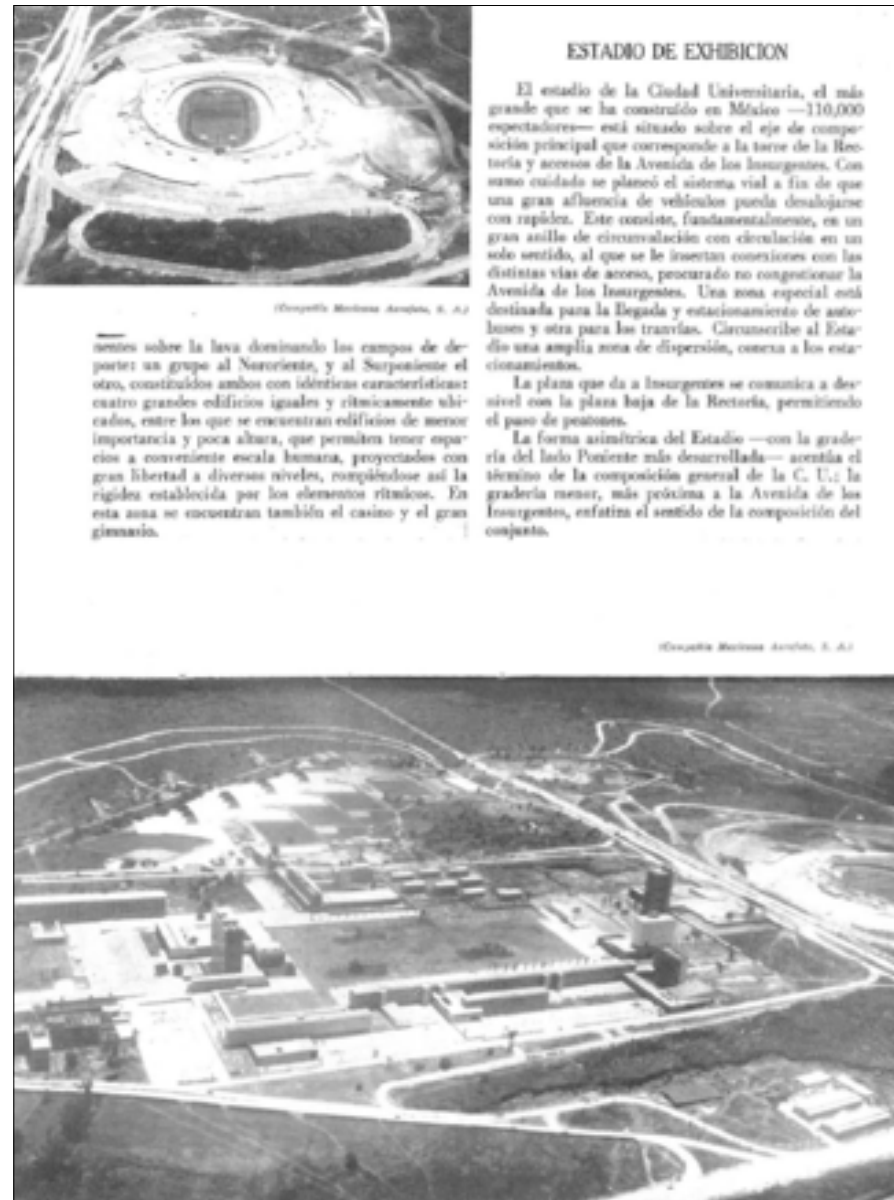 (Compañía Mexicana Aerofoto, S. A.)
nentes sobre la lava dominando los campos de de-
porte: un grupo al Nororiente, y al Surponiente el
otro, constituídos ambos con idénticas características:
cuatro grandes edificios iguales y rítmicamente ubi-
cados, entre los que se encuentran edificios de menor
importancia y poca altura, que permiten tener espa-
cios a conveniente escala humana, proyectados con
gran libertad a diversos niveles, rompiéndose así la
rigidez establecida por los elementos rítmicos. En
esta zona se encuentran también el casino y el gran
gimnasio.
ESTADIO DE EXHIBICION
El estadio de la Ciudad Universitaria, el más
grande que se ha construído en México —110,000
espectadores— está situado sobre el eje de compo-
sición principal que corresponde a la torre de la Rec-
toría y accesos de la Avenida de los Insurgentes. Con
sumo cuidado se planeó el sistema vial a fin de que
una gran afluencia de vehículos pueda desalojarse
con rapidez. Este consiste, fundamentalmente, en un
gran anillo de circunvalación con circulación en un
solo sentido, al que se le insertan conexiones con las
distintas vías de acceso, procurado no congestionar la
Avenida de los Insurgentes. Una zona especial está
destinada para la llegada y estacionamiento de auto-
buses y otra para los tranvías. Circunscribe al Esta-
dio una amplia zona de dispersión, conexa a los esta-
cionamientos.
La plaza que da a Insurgentes se comunica a des-
nivel con la plaza baja de la Rectoría, permitiendo
el paso de peatones.
La forma asimétrica del Estadio —con la grade-
ría del lado Poniente más desarrollada— acentúa el
término de la composición general de la C. U.; la
gradería menor, más próxima a la Avenida de los
Insurgentes, enfatiza el sentido de la composición del
conjunto.
(Compañía Mexicana Aerofoto, S. A.)